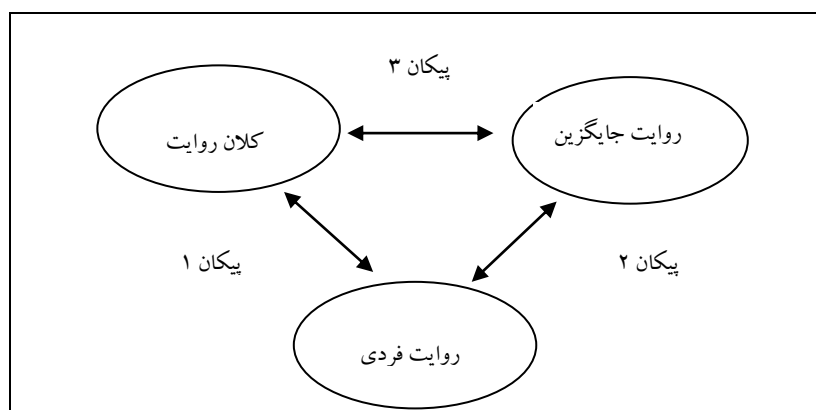 پیکان ۳
روایت جایگزین
کلان روایت
پیکان ۲
پیکان ۱
روایت فردی